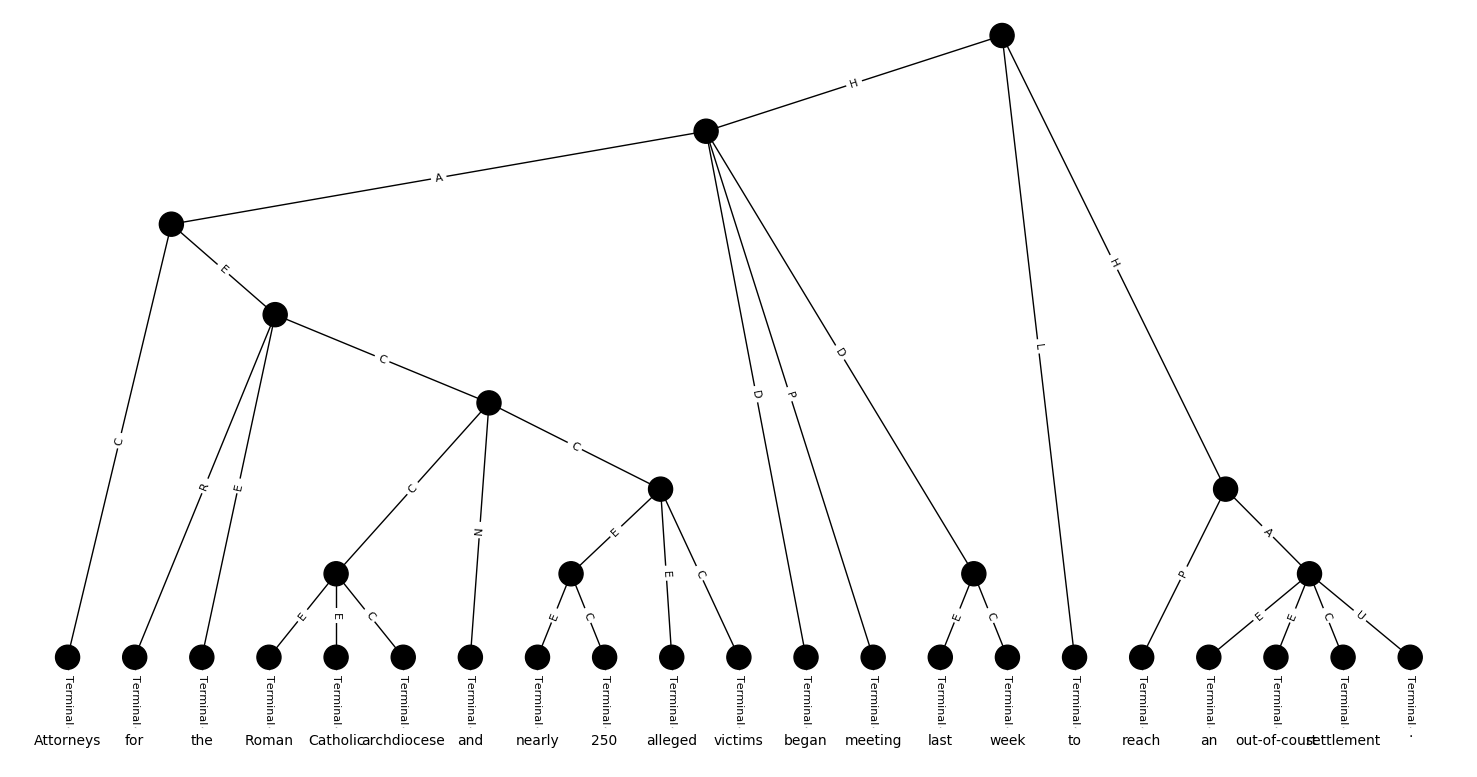 H
A
E
C
H
L
D
D
P
C
C
R
E
C
N
E
E
C
P
A
E
E
C
E
C
E
C
E
E
C
U
Terminal Terminal Terminal Terminal Terminal Terminal Terminal Terminal Terminal Terminal Terminal Terminal Terminal Terminal Terminal Terminal Terminal Terminal Terminal Terminal Terminal
Attorneys for the Roman Catholic archdiocese and nearly 250 alleged victims began meeting last week to reach an out-of-court settlement .